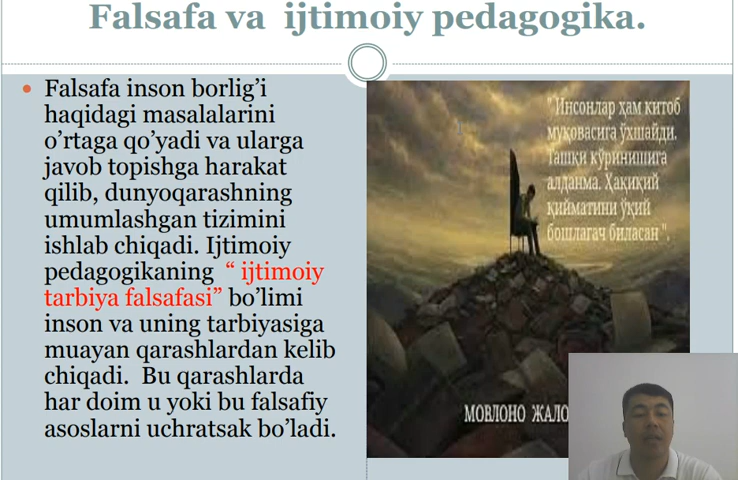 Falsafa va ijtimoiy pedagogika.
Falsafa inson borlig’i
haqidagi masalalarini
o’rtaga qo’yadi va ularga
javob topishga harakat
qilib, dunyoqarashning
umumlashgan tizimini
ishlab chiqadi. Ijtimoiy
pedagogikaning “ ijtimoiy
tarbiya falsafasi” bo’limi
inson va uning tarbiyasiga
muayan qarashlardan kelib
chiqadi. Bu qarashlarda
har doim u yoki bu falsafiy
asoslarni uchratsak bo’ladi.
"Инсонлар ҳам китоб
муқовасига ўхшайди.
Ташқи кўринишига
алданма. Ҳақиқий
қийматини ўқий
бошлагач биласан".
МОВЛОНО ЖАЛО